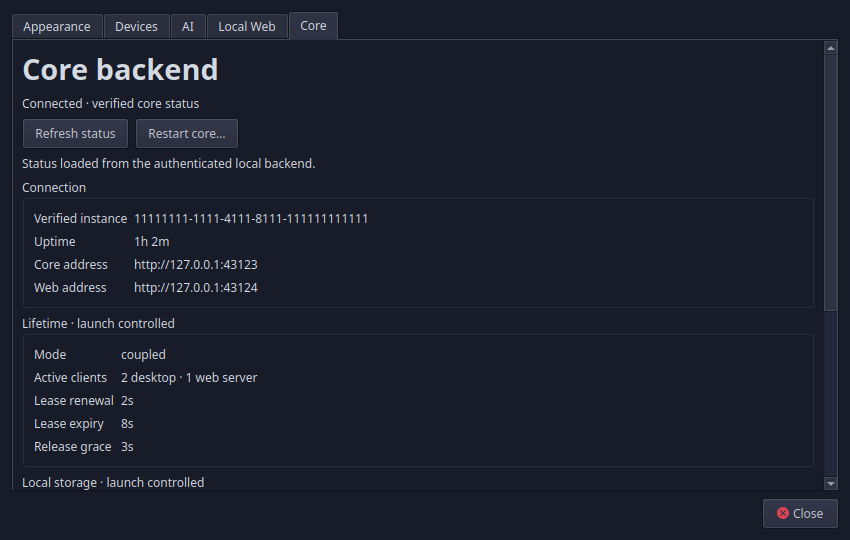 Appearance Devices AI Local Web Core
Core backend
Connected · verified core status
Refresh status Restart core...
Status loaded from the authenticated local backend.
Connection
Verified instance 11111111-1111-4111-8111-111111111111
Uptime 1h 2m
Core address http://127.0.0.1:43123
Web address http://127.0.0.1:43124
Lifetime · launch controlled
Mode coupled
Active clients 2 desktop · 1 web server
Lease renewal 2s
Lease expiry 8s
Release grace 3s
Local storage · launch controlled
Close